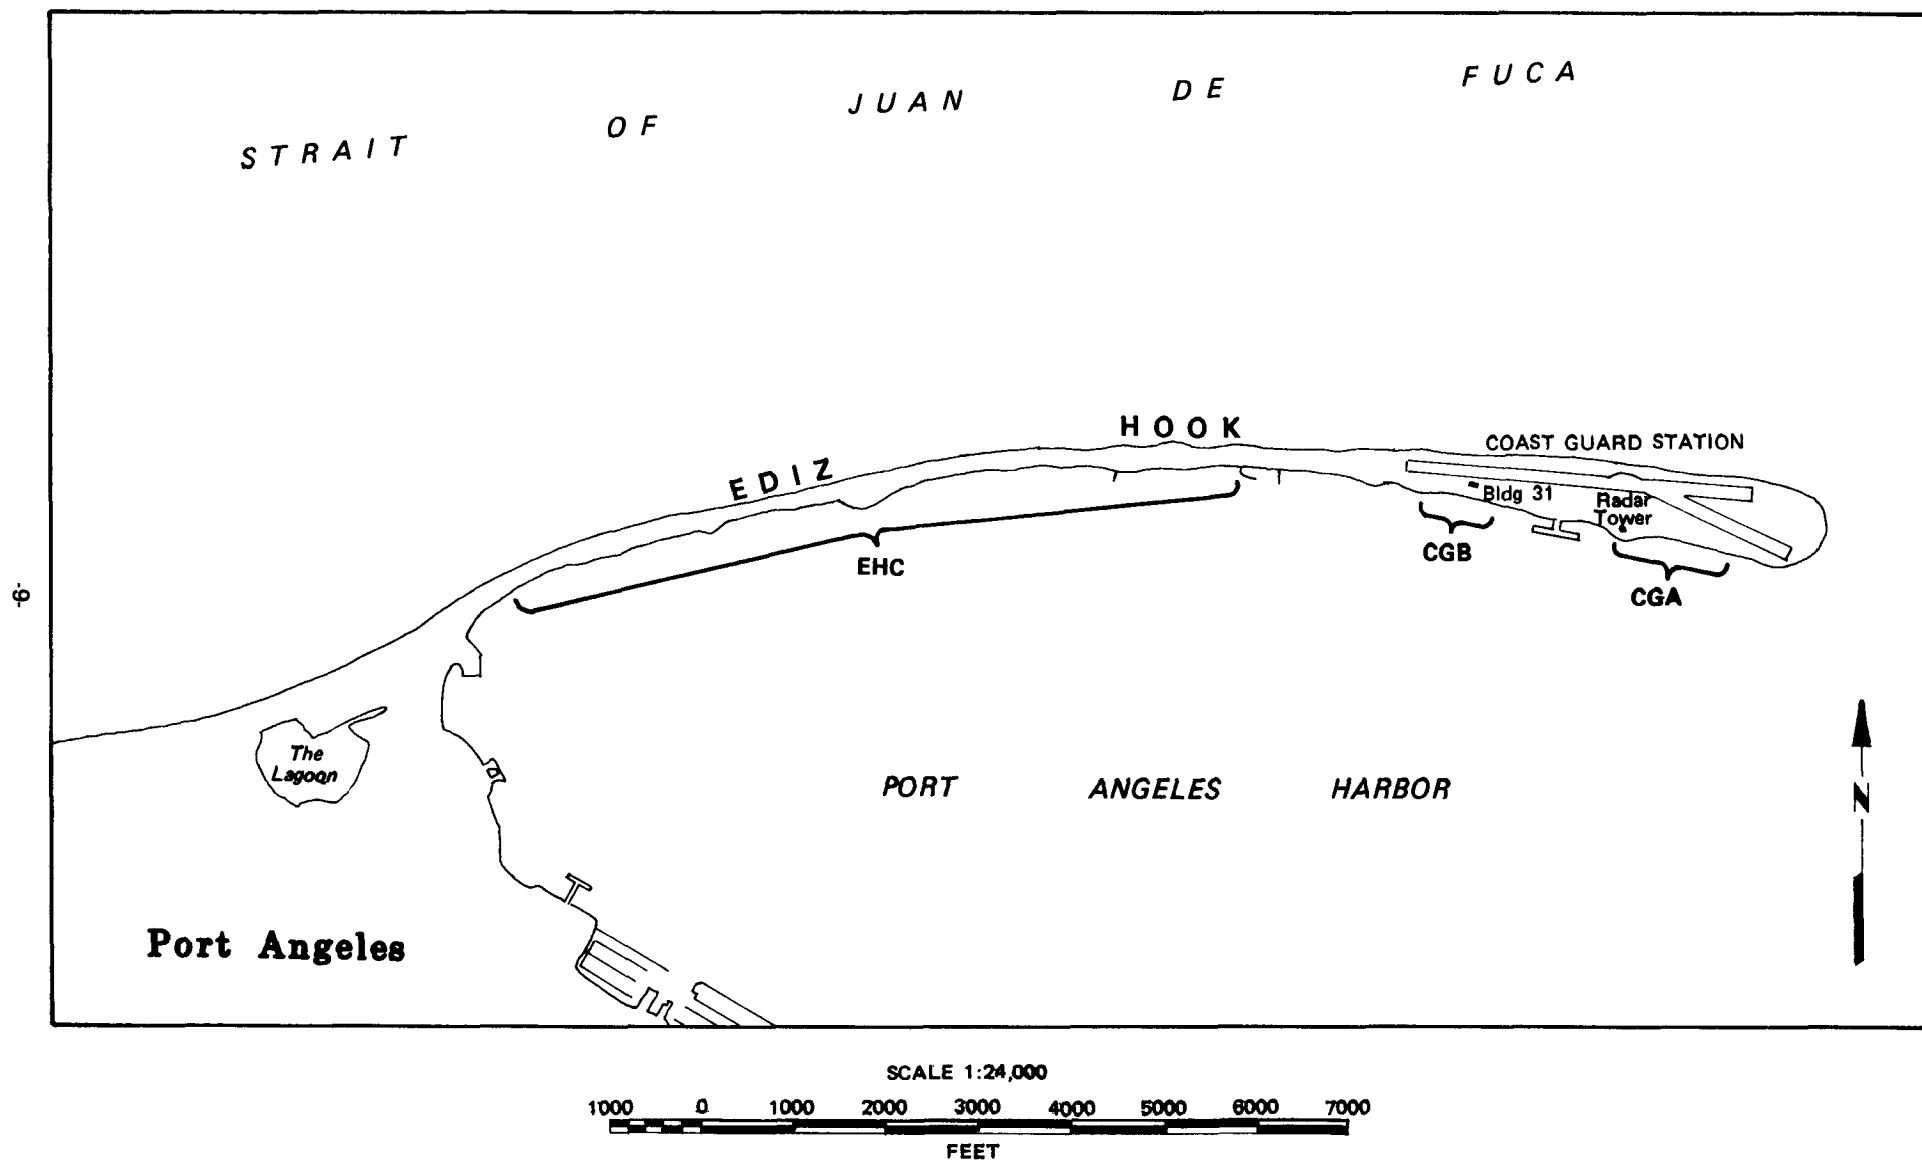 STRAIT OF JUAN DE FUCA
HOOK
EDIZ
COAST GUARD STATION
Bldg 31
Radar
Tower
EHC
CGB
CGA
-6-
The
Lagoon
PORT ANGELES HARBOR
N
Port Angeles
SCALE 1:24,000
1000 0 1000 2000 3000 4000 5000 6000 7000
FEET